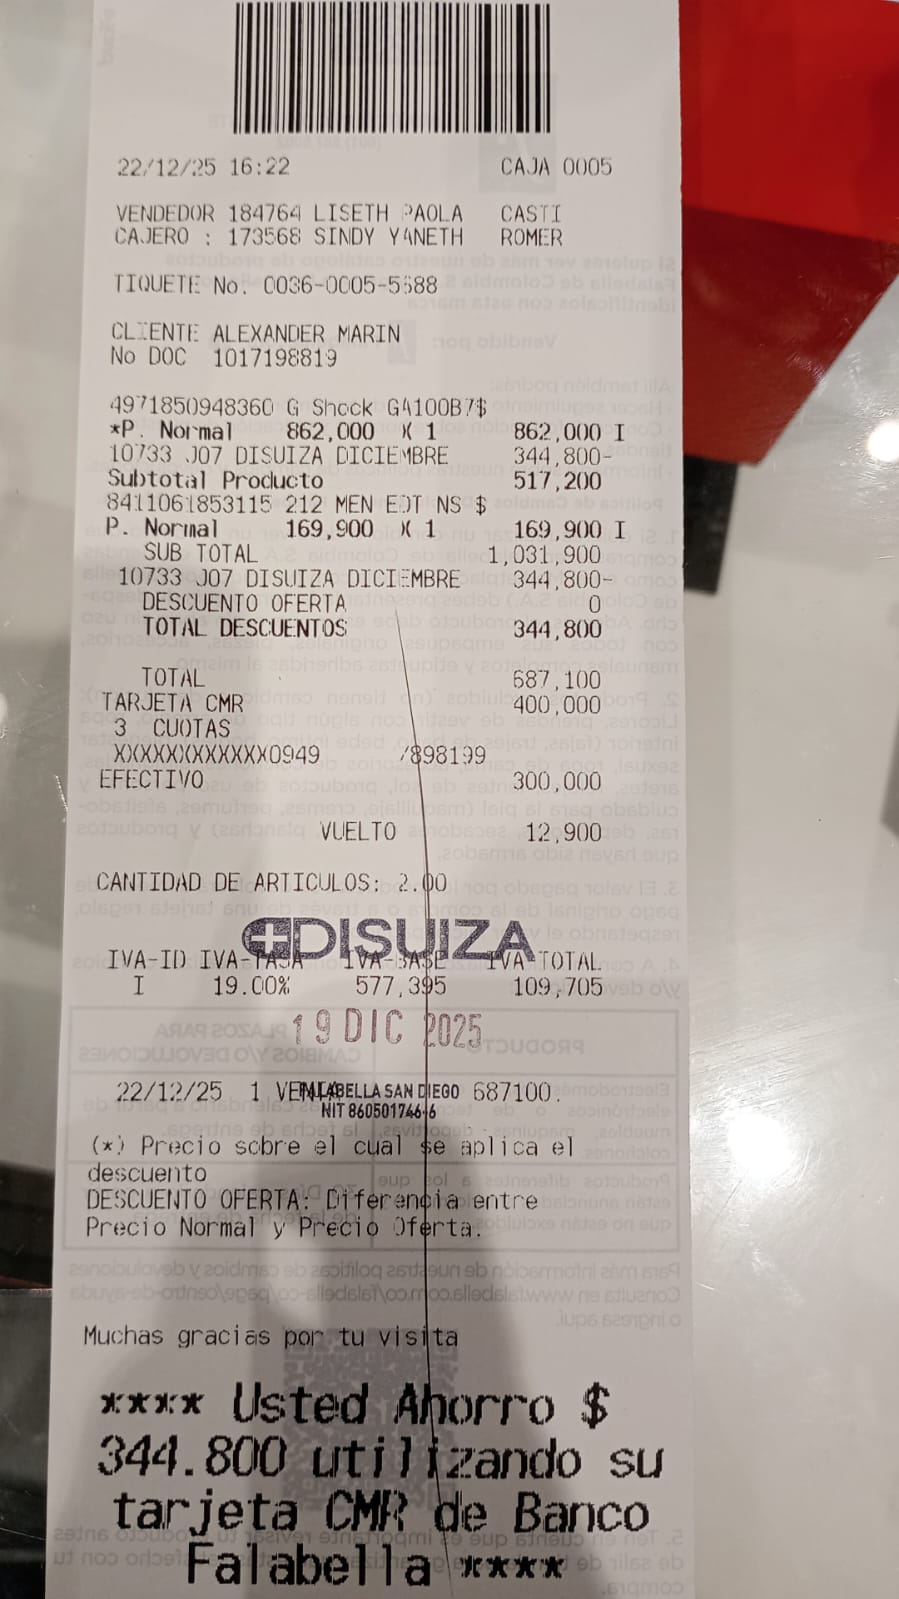 22/12/25 16:22 CAJA 0005
VENDEDOR 184764 LISETH PAOLA CASTI
CAJERO : 173568 SINDY YANETH ROMER
TIQUETE No. 0036-0005-5588
CLIENTE ALEXANDER MARIN
No DOC 1017198819
4971850948360 G Shock GA100B7$
*P. Normal 862,000 X 1 862,000 I
10733 J07 DISUIZA DICIEMBRE 344,800-
Subtotal Producto 517,200
8411061853115 212 MEN EDT NS $
P. Normal 169,900 X 1 169,900 I
SUB TOTAL 1,031,900
10733 J07 DISUIZA DICIEMBRE 344,800-
DESCUENTO OFERTA 0
TOTAL DESCUENTOS 344,800
TOTAL 687,100
TARJETA CMR 400,000
3 CUOTAS
XXXXXXXXXXXX0949 /898199
EFECTIVO 300,000
VUELTO 12,900
CANTIDAD DE ARTICULOS: 2.00
DISUIZA
IVA-ID IVA-TASA IVA-BASE IVA TOTAL
I 19.00% 577,395 109,705
19 DIC 2025
22/12/25 1 687100.
FALABELLA SAN DIEGO
NIT 860501746-6
(*) Precio sobre el cual se aplica el
descuento
DESCUENTO OFERTA: Diferencia entre
Precio Normal y Precio Oferta.
Muchas gracias por tu visita
**** Usted Ahorro $
344.800 utilizando su
tarjeta CMR de Banco
Falabella ****